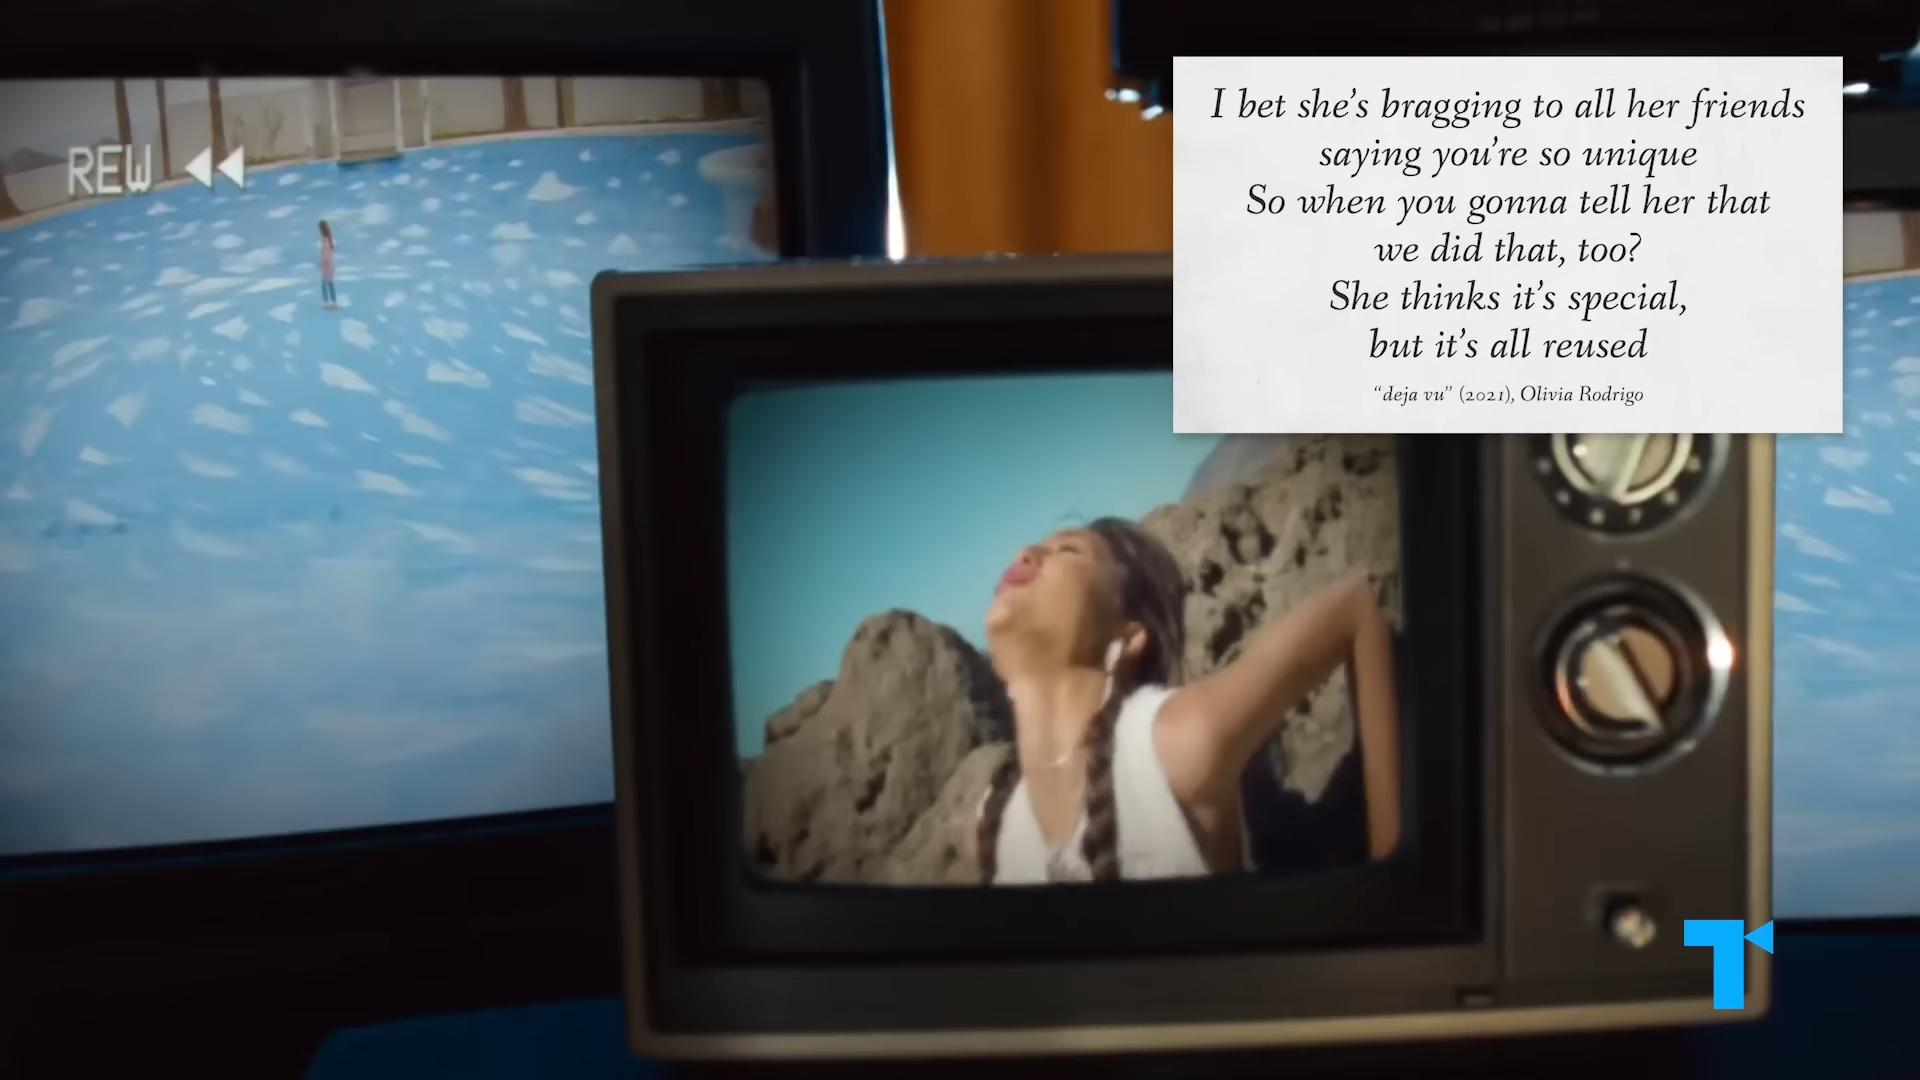 REW
I bet she's bragging to all her friends
saying you're so unique
So when you gonna tell her that
we did that, too?
She thinks it's special,
but it's all reused
“deja vu” (2021), Olivia Rodrigo
T